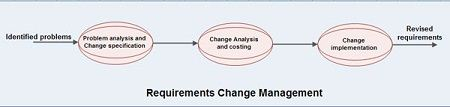 Identified problems
Problem analysis and
Change specification
Change Analysis
and costing
Change
implementation
Revised
requirements
Requirements Change Management